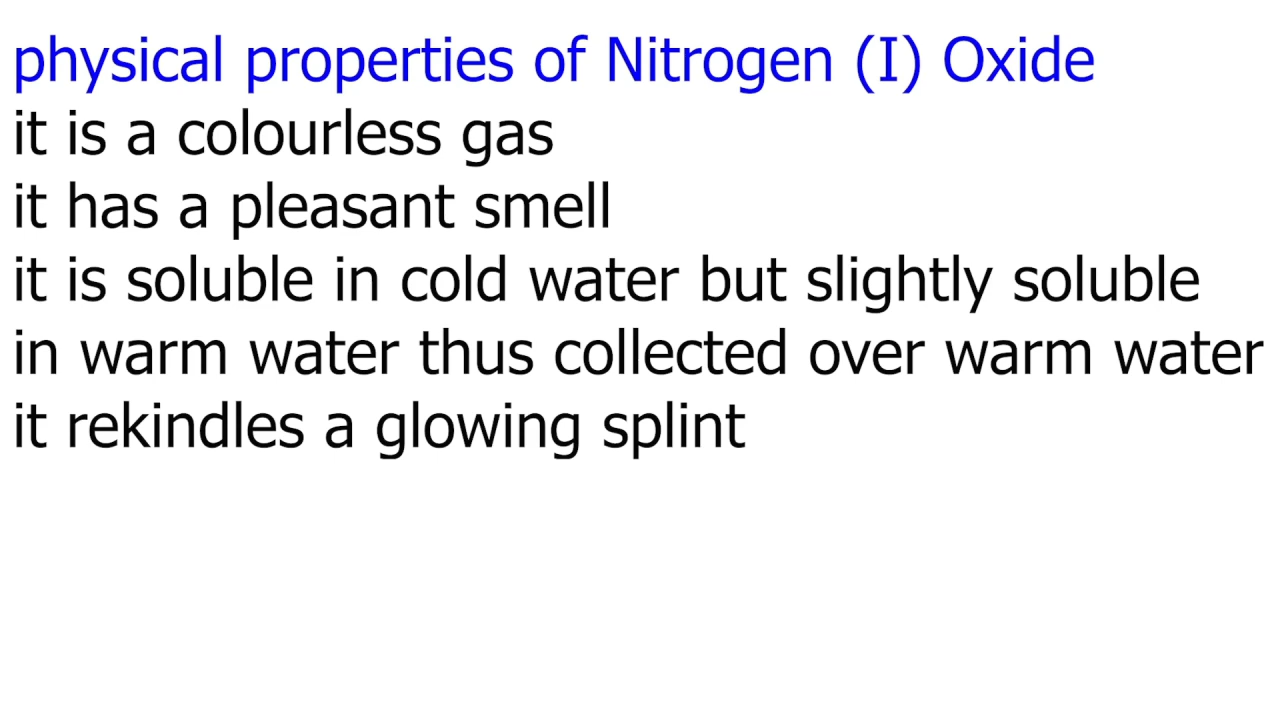 physical properties of Nitrogen (I) Oxide
it is a colourless gas
it has a pleasant smell
it is soluble in cold water but slightly soluble
in warm water thus collected over warm water
it rekindles a glowing splint